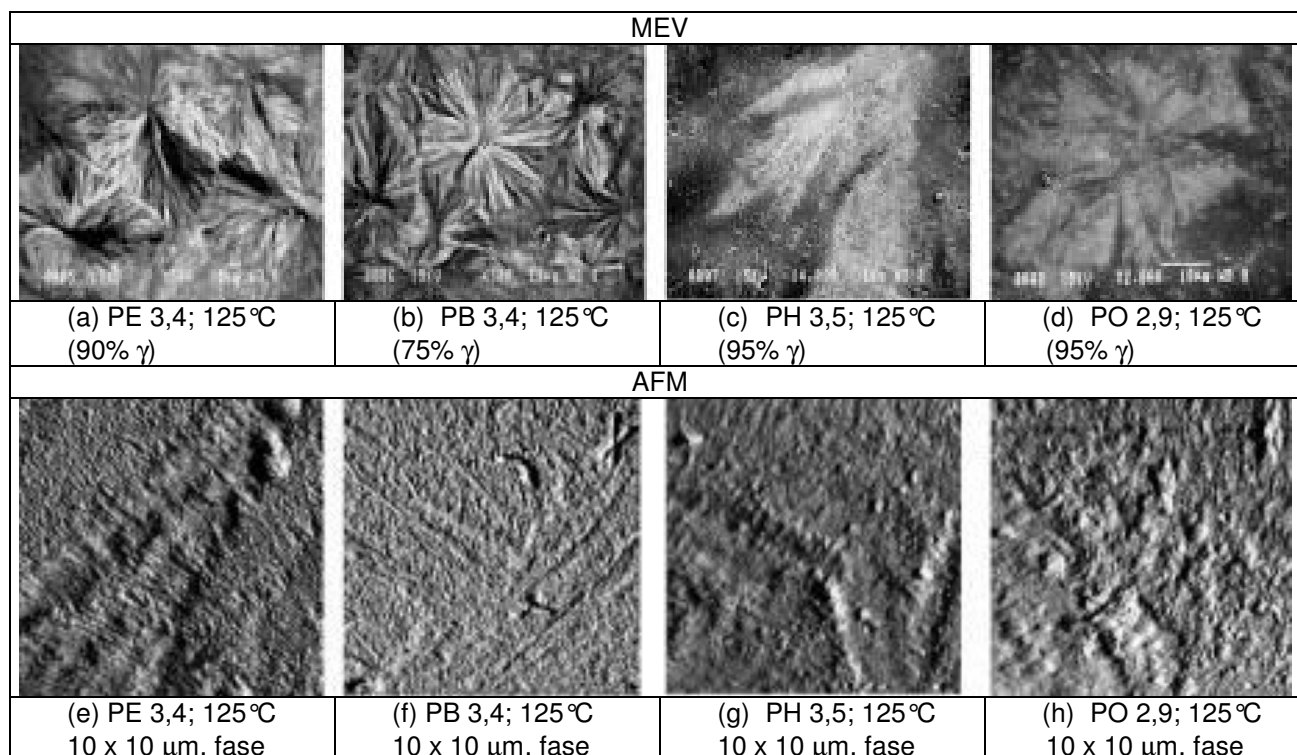 MEV
(a) PE 3,4; 125°C
(90% γ)
(b) PB 3,4; 125°C
(75% γ)
(c) PH 3,5; 125°C
(95% γ)
(d) PO 2,9; 125°C
(95% γ)
AFM
(e) PE 3,4; 125°C
10 x 10 µm, fase
(f) PB 3,4; 125°C
10 x 10 µm, fase
(g) PH 3,5; 125°C
10 x 10 µm, fase
(h) PO 2,9; 125°C
10 x 10 µm, fase